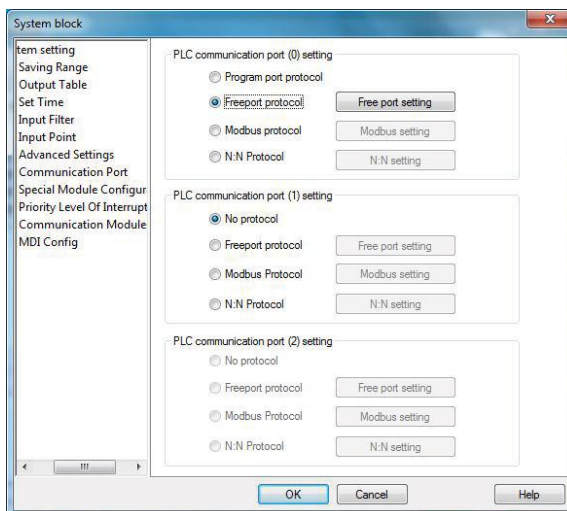 System block
tem setting
Saving Range
Output Table
Set Time
Input Filter
Input Point
Advanced Settings
Communication Port
Special Module Configur
Priority Level Of Interrupt
Communication Module
MDI Config
PLC communication port (0) setting
Program port protocol
Freeport protocol Free port setting
Modbus protocol Modbus setting
N:N Protocol N:N setting
PLC communication port (1) setting
No protocol
Freeport protocol Free port setting
Modbus Protocol Modbus setting
N:N Protocol N:N setting
PLC communication port (2) setting
No protocol
Freeport protocol Free port setting
Modbus Protocol Modbus setting
N:N Protocol N:N setting
OK Cancel Help